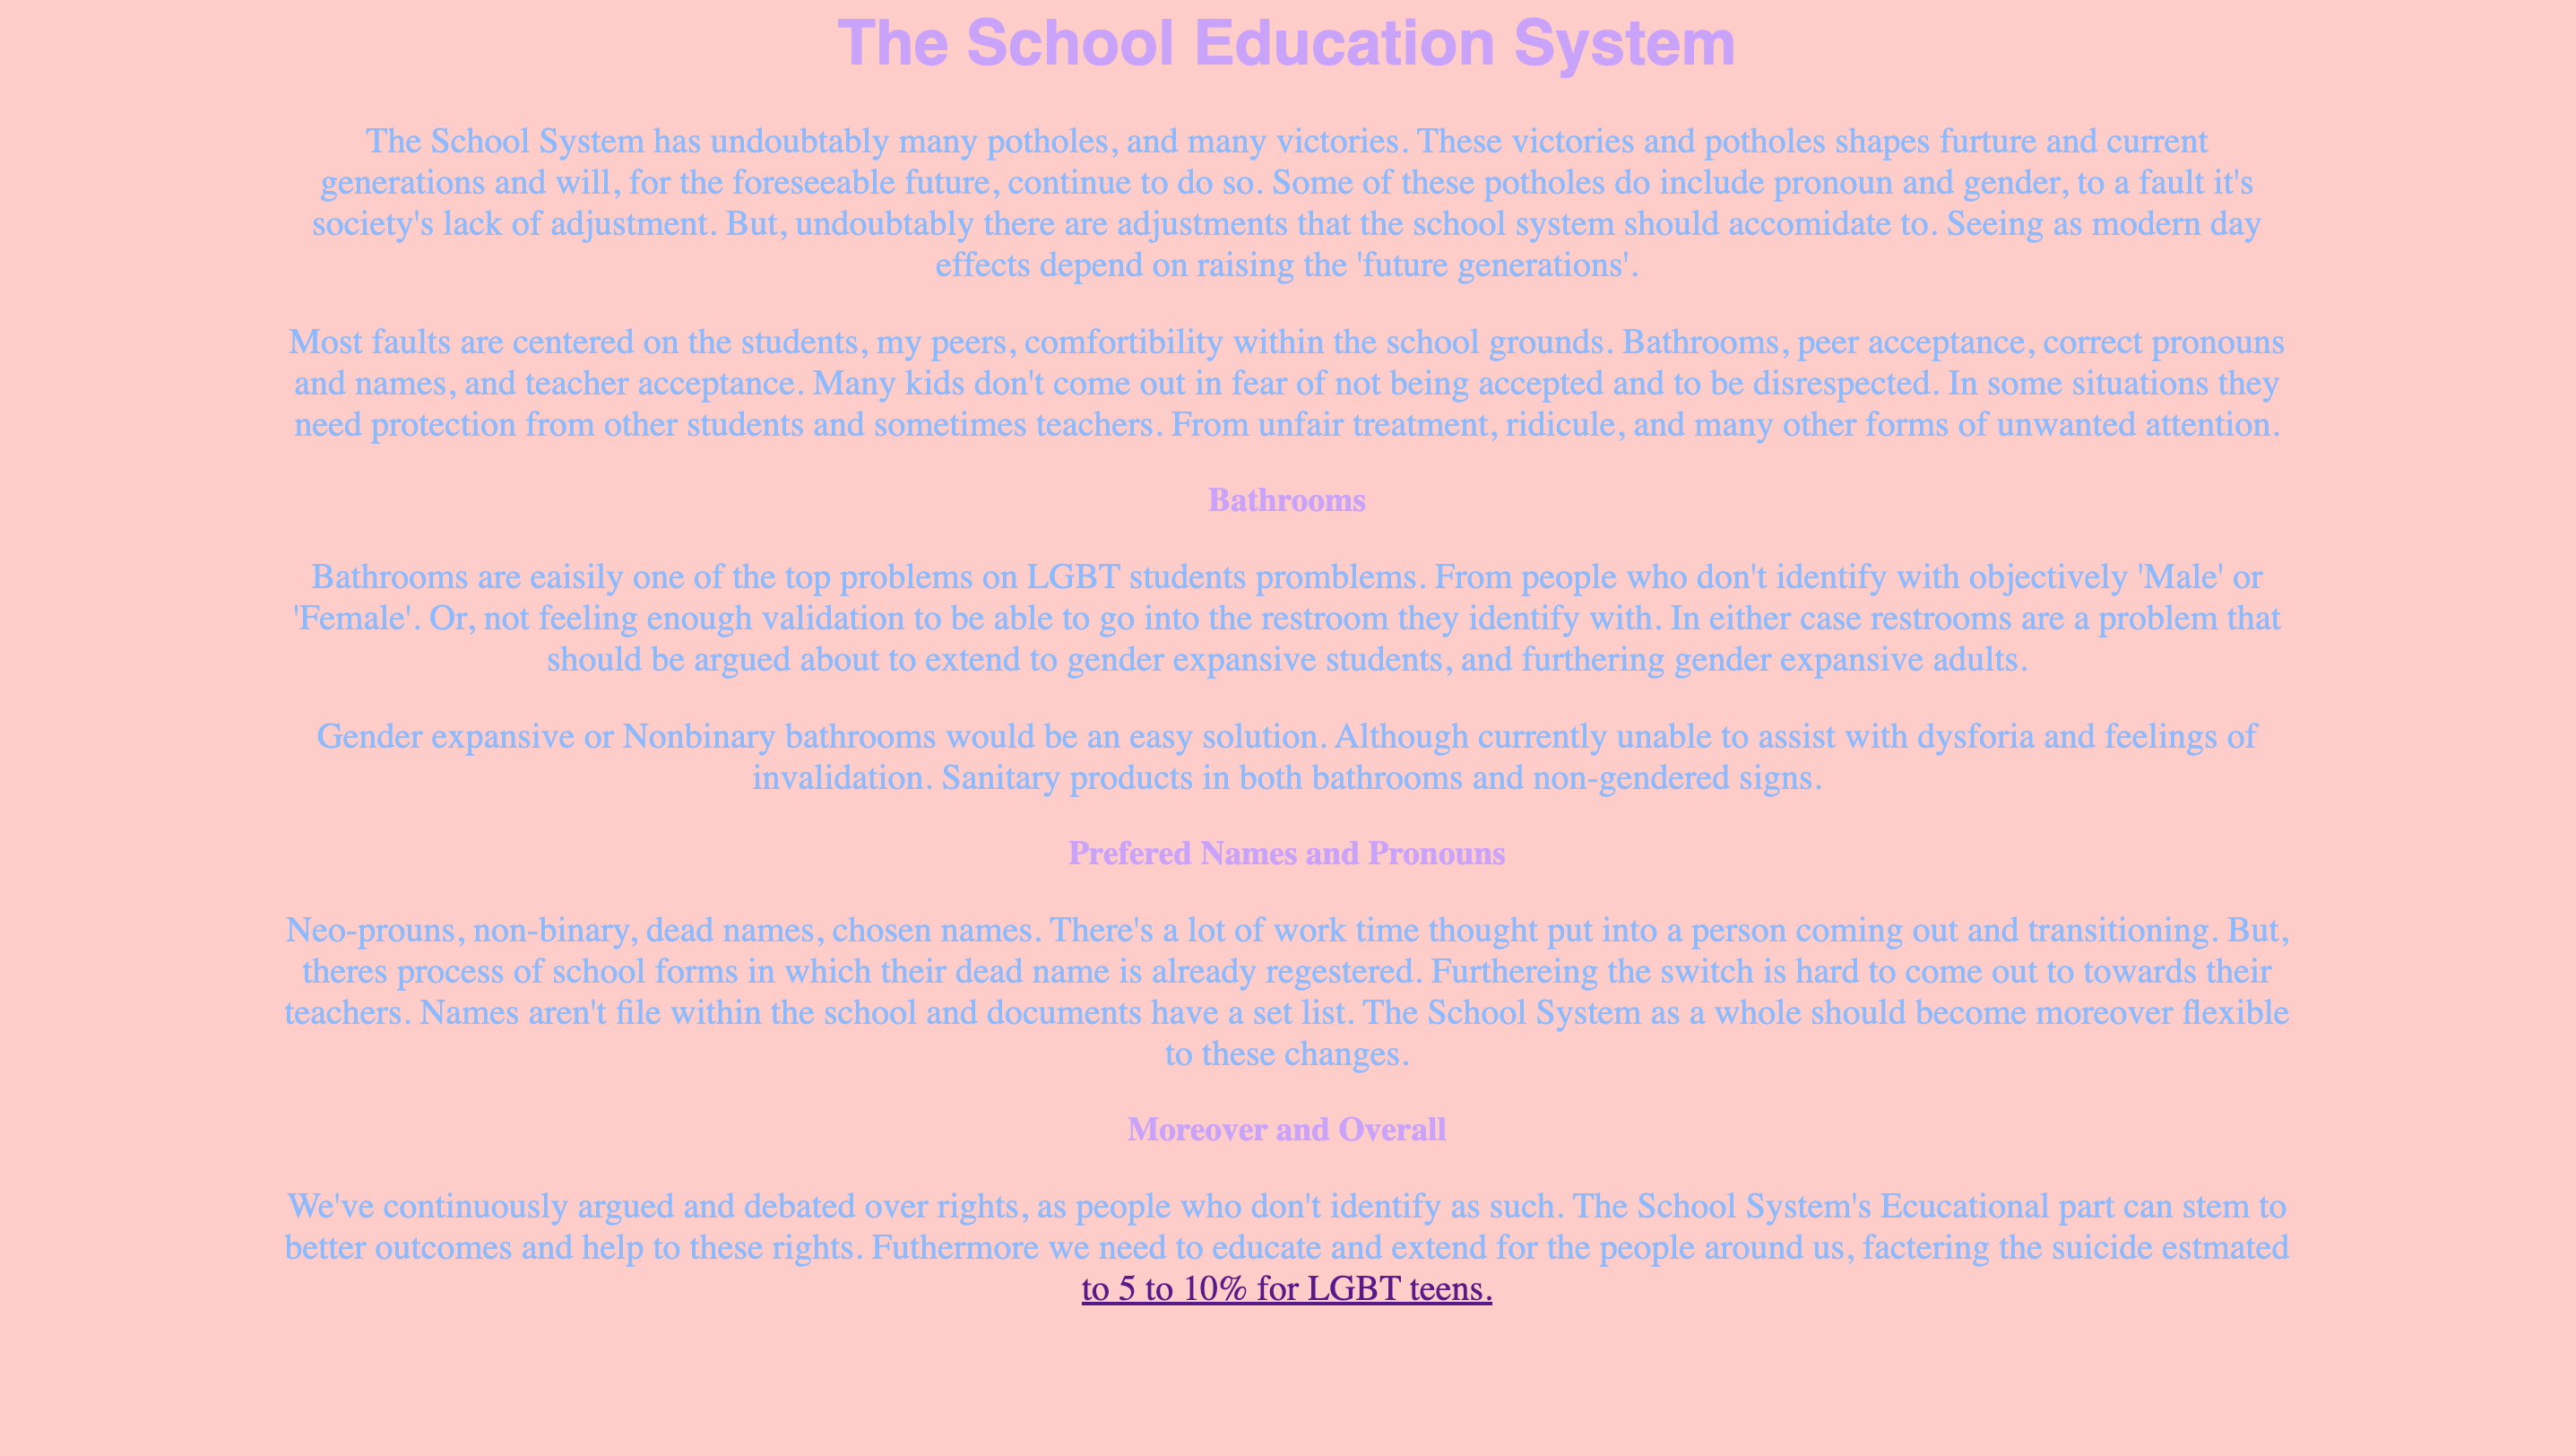 The School Education System
The School System has undoubtably many potholes, and many victories. These victories and potholes shapes furture and current
generations and will, for the foreseeable future, continue to do so. Some of these potholes do include pronoun and gender, to a fault it's
society's lack of adjustment. But, undoubtably there are adjustments that the school system should accomidate to. Seeing as modern day
effects depend on raising the 'future generations'.
Most faults are centered on the students, my peers, comfortibility within the school grounds. Bathrooms, peer acceptance, correct pronouns
and names, and teacher acceptance. Many kids don't come out in fear of not being accepted and to be disrespected. In some situations they
need protection from other students and sometimes teachers. From unfair treatment, ridicule, and many other forms of unwanted attention.
Bathrooms
Bathrooms are eaisily one of the top problems on LGBT students promblems. From people who don't identify with objectively 'Male' or
'Female'. Or, not feeling enough validation to be able to go into the restroom they identify with. In either case restrooms are a problem that
should be argued about to extend to gender expansive students, and furthering gender expansive adults.
Gender expansive or Nonbinary bathrooms would be an easy solution. Although currently unable to assist with dysforia and feelings of
invalidation. Sanitary products in both bathrooms and non-gendered signs.
Prefered Names and Pronouns
Neo-prouns, non-binary, dead names, chosen names. There's a lot of work time thought put into a person coming out and transitioning. But,
theres process of school forms in which their dead name is already regestered. Furthereing the switch is hard to come out to towards their
teachers. Names aren't file within the school and documents have a set list. The School System as a whole should become moreover flexible
to these changes.
Moreover and Overall
We've continuously argued and debated over rights, as people who don't identify as such. The School System's Ecucational part can stem to
better outcomes and help to these rights. Futhermore we need to educate and extend for the people around us, factering the suicide estmated
to 5 to 10% for LGBT teens.